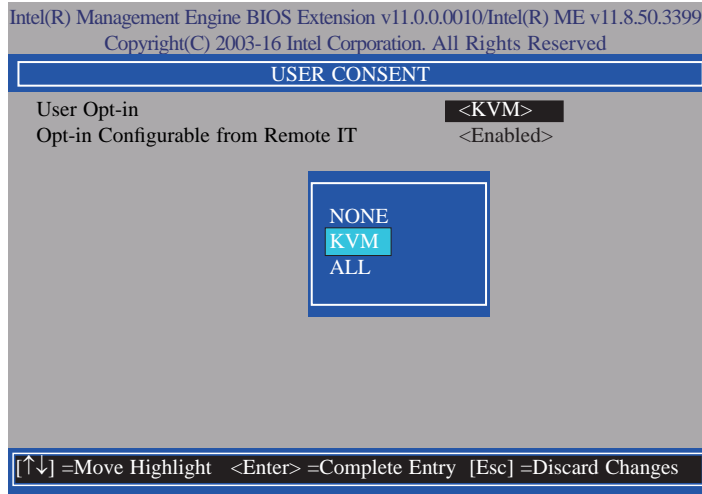 Intel(R) Management Engine BIOS Extension v11.0.0.0010/Intel(R) ME v11.8.50.3399
Copyright(C) 2003-16 Intel Corporation. All Rights Reserved
USER CONSENT
User Opt-in <KVM>
Opt-in Configurable from Remote IT <Enabled>
NONE
KVM
ALL
[↑↓] =Move Highlight <Enter> =Complete Entry [Esc] =Discard Changes